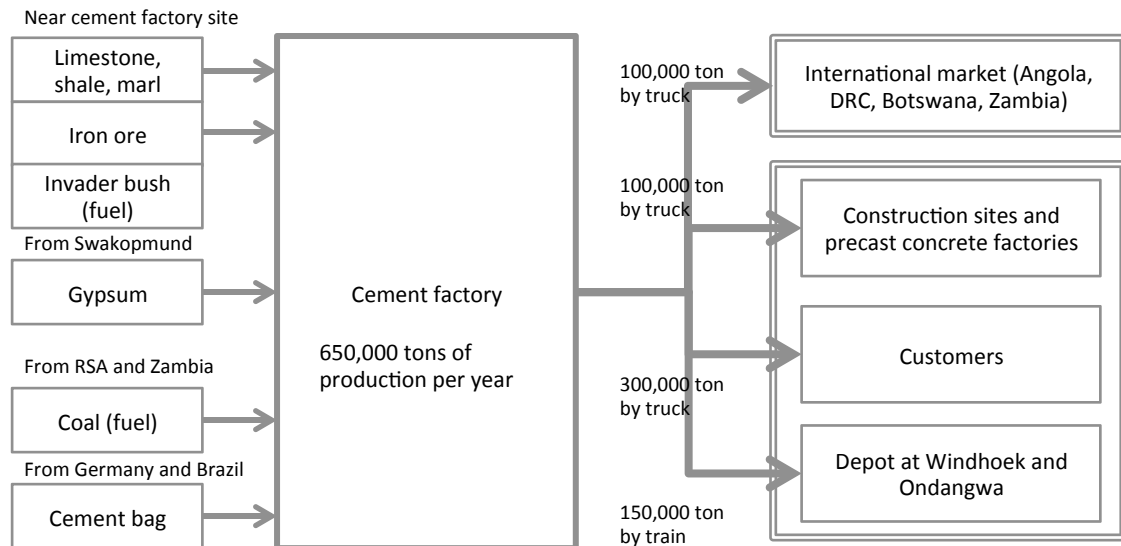 Near cement factory site
Limestone,
shale, marl
Iron ore
Invader bush
(fuel)
From Swakopmund
Gypsum
From RSA and Zambia
Coal (fuel)
From Germany and Brazil
Cement bag
Cement factory
650,000 tons of
production per year
100,000 ton
by truck
International market (Angola,
DRC, Botswana, Zambia)
100,000 ton
by truck
Construction sites and
precast concrete factories
Customers
300,000 ton
by truck
Depot at Windhoek and
Ondangwa
150,000 ton
by train